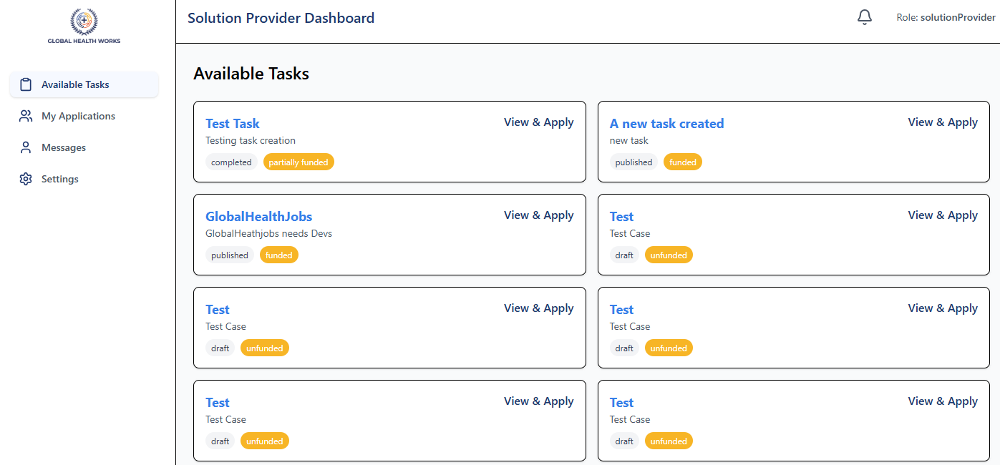 GLOBAL HEALTH WORKS
Solution Provider Dashboard
Role: solutionProvider
Available Tasks
My Applications
Messages
Settings
Available Tasks
Test Task
View & Apply
Testing task creation
completed partially funded
A new task created
View & Apply
new task
published funded
GlobalHealthJobs
View & Apply
GlobalHeathjobs needs Devs
published funded
Test
View & Apply
Test Case
draft unfunded
Test
View & Apply
Test Case
draft unfunded
Test
View & Apply
Test Case
draft unfunded
Test
View & Apply
Test Case
draft unfunded
Test
View & Apply
Test Case
draft unfunded